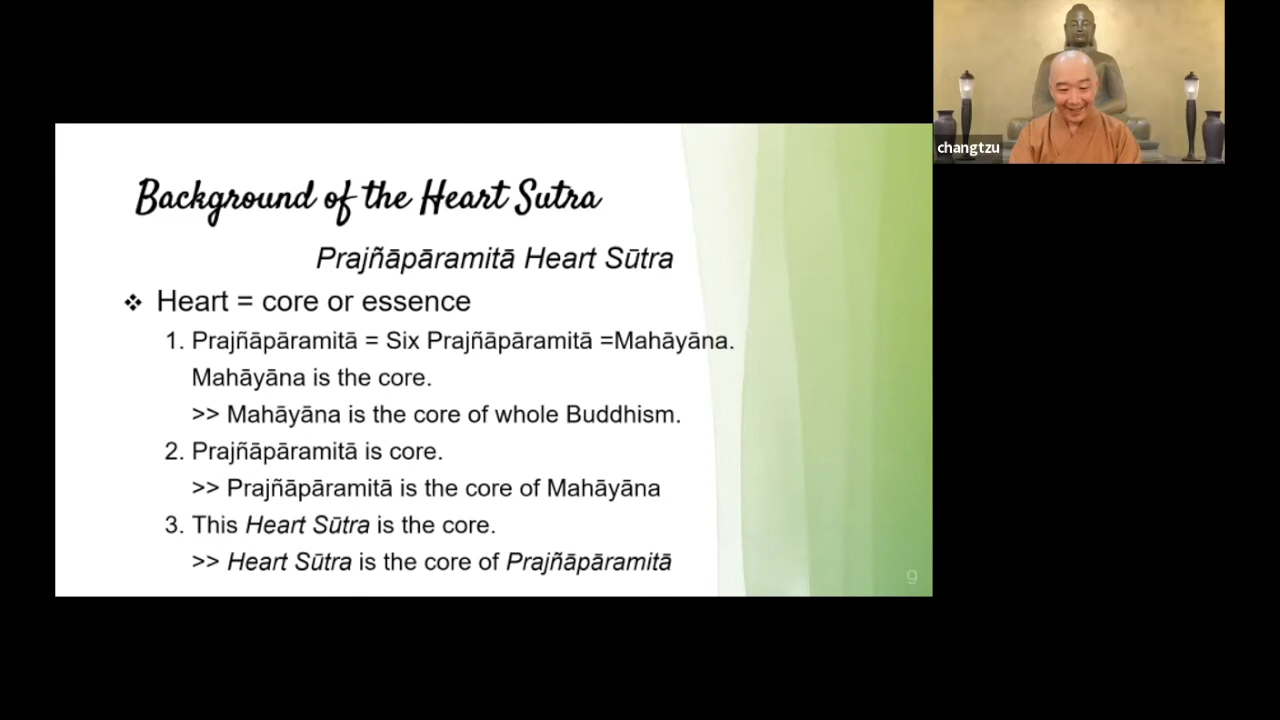 Background of the Heart Sutra
Prajñāpāramitā Heart Sūtra
❖ Heart = core or essence
1. Prajñāpāramitā = Six Prajñāpāramitā =Mahāyāna.
Mahāyāna is the core.
>> Mahāyāna is the core of whole Buddhism.
2. Prajñāpāramitā is core.
>> Prajñāpāramitā is the core of Mahāyāna
3. This Heart Sūtra is the core.
>> Heart Sūtra is the core of Prajñāpāramitā
9
changtzu